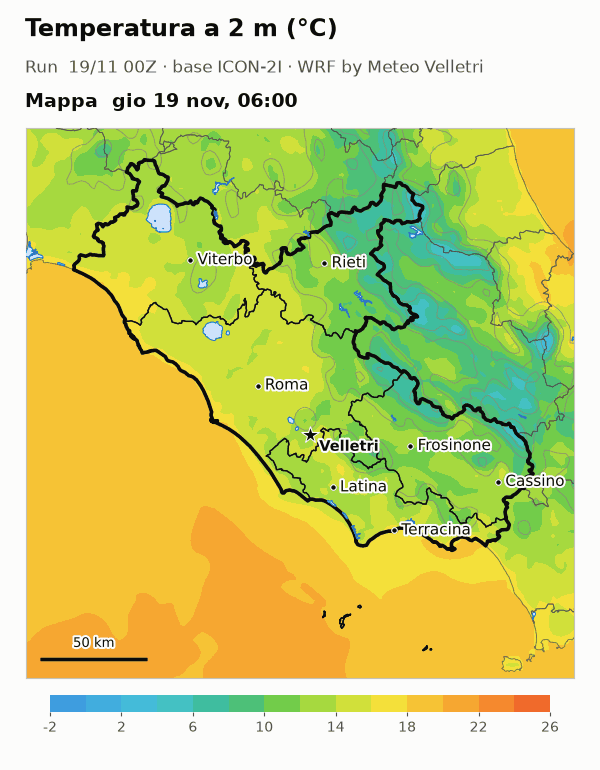 Temperatura a 2 m (°C)
Run  19/11 00Z · base ICON-2I · WRF by Meteo Velletri
Mappa  gio 19 nov, 06:00
Viterbo
Rieti
Roma
Velletri
Frosinone
Cassino
Latina
Terracina
50 km
-2 2 6 10 14 18 22 26